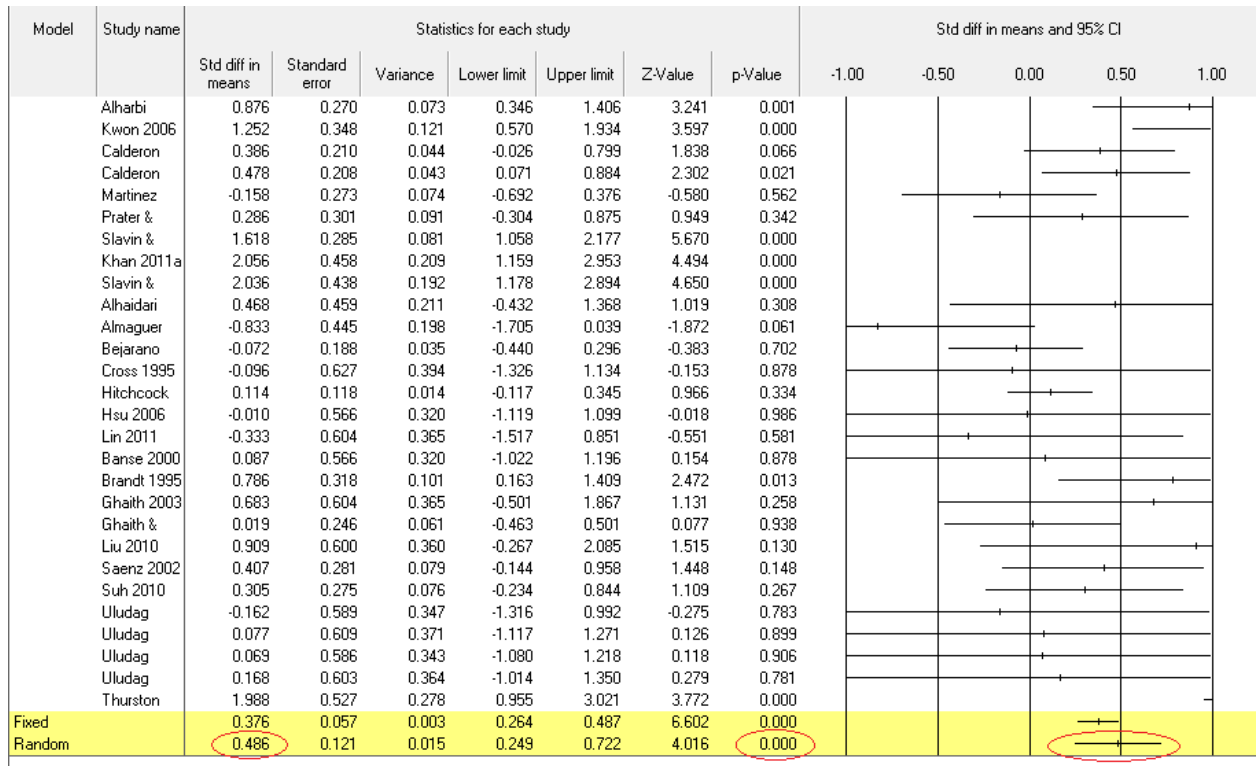 Model Study name Statistics for each study Std diff in means and 95% CI
Std diff in means Standard error Variance Lower limit Upper limit Z-Value p-Value -1.00 -0.50 0.00 0.50 1.00
Alharbi 0.876 0.270 0.073 0.346 1.406 3.241 0.001
Kwon 2006 1.252 0.348 0.121 0.570 1.934 3.597 0.000
Calderon 0.386 0.210 0.044 -0.026 0.799 1.838 0.066
Calderon 0.478 0.208 0.043 0.071 0.884 2.302 0.021
Martinez -0.158 0.273 0.074 -0.692 0.376 -0.580 0.562
Prater & 0.286 0.301 0.091 -0.304 0.875 0.949 0.342
Slavin & 1.618 0.285 0.081 1.058 2.177 5.670 0.000
Khan 2011a 2.056 0.458 0.209 1.159 2.953 4.494 0.000
Slavin & 2.036 0.438 0.192 1.178 2.894 4.650 0.000
Alhaidari 0.468 0.459 0.211 -0.432 1.368 1.019 0.308
Almaguer -0.833 0.445 0.198 -1.705 0.039 -1.872 0.061
Bejarano -0.072 0.188 0.035 -0.440 0.296 -0.383 0.702
Cross 1995 -0.096 0.627 0.394 -1.326 1.134 -0.153 0.878
Hitchcock 0.114 0.118 0.014 -0.117 0.345 0.966 0.334
Hsu 2006 -0.010 0.566 0.320 -1.119 1.099 -0.018 0.986
Lin 2011 -0.333 0.604 0.365 -1.517 0.851 -0.551 0.581
Banse 2000 0.087 0.566 0.320 -1.022 1.196 0.154 0.878
Brandt 1995 0.786 0.318 0.101 0.163 1.409 2.472 0.013
Ghaith 2003 0.683 0.604 0.365 -0.501 1.867 1.131 0.258
Ghaith & 0.019 0.246 0.061 -0.463 0.501 0.077 0.938
Liu 2010 0.909 0.600 0.360 -0.267 2.085 1.515 0.130
Saenz 2002 0.407 0.281 0.079 -0.144 0.958 1.448 0.148
Suh 2010 0.305 0.275 0.076 -0.234 0.844 1.109 0.267
Uludag -0.162 0.589 0.347 -1.316 0.992 -0.275 0.783
Uludag 0.077 0.609 0.371 -1.117 1.271 0.126 0.899
Uludag 0.069 0.586 0.343 -1.080 1.218 0.118 0.906
Uludag 0.168 0.603 0.364 -1.014 1.350 0.279 0.781
Thurston 1.988 0.527 0.278 0.955 3.021 3.772 0.000
Fixed 0.376 0.057 0.003 0.264 0.487 6.602 0.000
Random 0.486 0.121 0.015 0.249 0.722 4.016 0.000